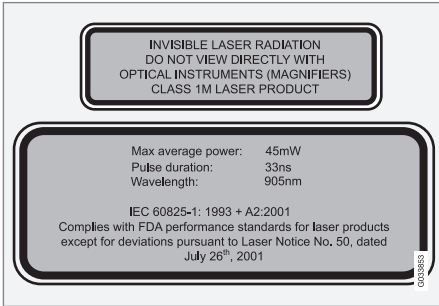 INVISIBLE LASER RADIATION
DO NOT VIEW DIRECTLY WITH
OPTICAL INSTRUMENTS (MAGNIFIERS)
CLASS 1M LASER PRODUCT
Max average power: 45mW
Pulse duration: 33ns
Wavelength: 905nm
IEC 60825-1: 1993 + A2:2001
Complies with FDA performance standards for laser products
except for deviations pursuant to Laser Notice No. 50, dated
July 26th, 2001
G033853